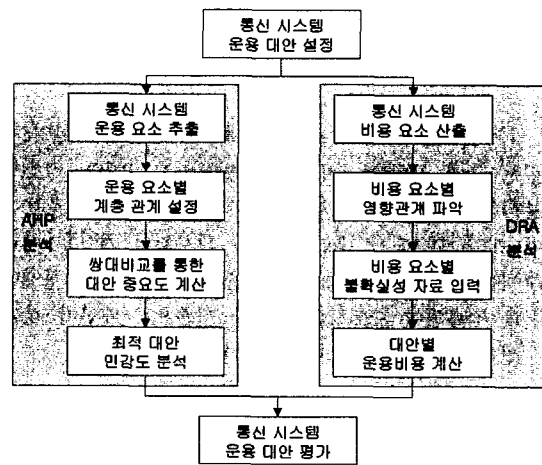 통신 시스템
운용 대안 설정
AHP
분석
통신 시스템
운용 요소 추출
운용 요소별
계층 관계 설정
쌍대비교를 통한
대안 중요도 계산
최적 대안
민감도 분석
통신 시스템
비용 요소 산출
비용 요소별
영향관계 파악
비용 요소별
불확실성 자료 입력
대안별
운용비용 계산
DRA
분석
통신 시스템
운용 대안 평가